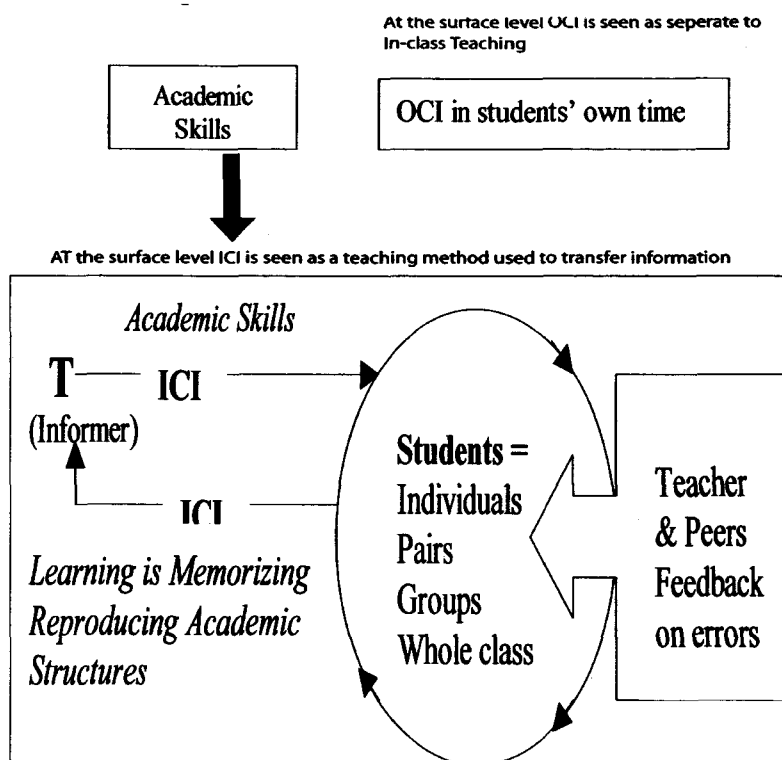 At the surface level OCI is seen as seperate to
In-class Teaching
Academic
Skills
OCI in students' own time
AT the surface level ICI is seen as a teaching method used to transfer information
Academic Skills
T
ICI
(Informer)
ICI
Learning is Memorizing
Reproducing Academic
Structures
Students =
Individuals
Pairs
Groups
Whole class
Teacher
& Peers
Feedback
on errors